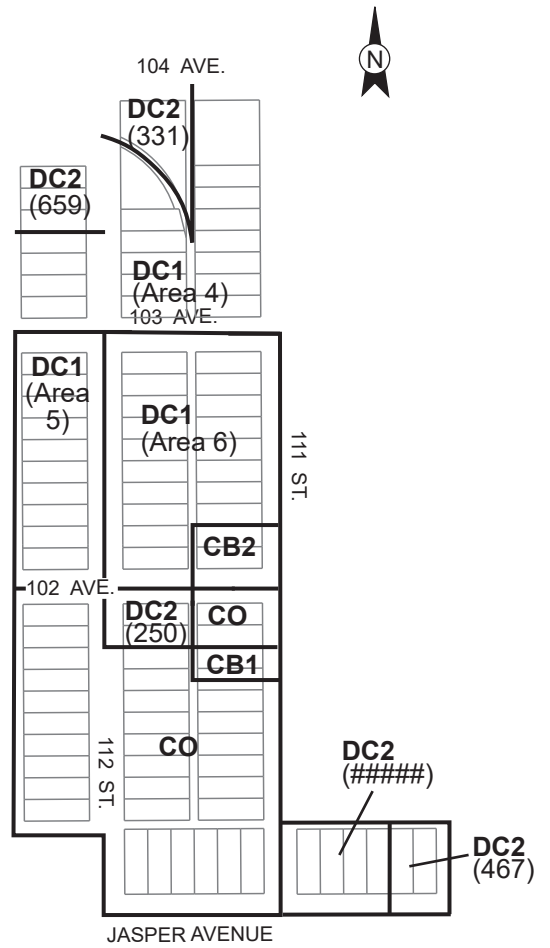 N
104 AVE.
DC2
(331)
DC2
(659)
DC1
(Area 4)
103 AVE.
DC1
(Area
5)
DC1
(Area 6)
111 ST.
CB2
102 AVE.
DC2
(250)
CO
CB1
CO
112 ST.
DC2
(#####)
DC2
(467)
JASPER AVENUE